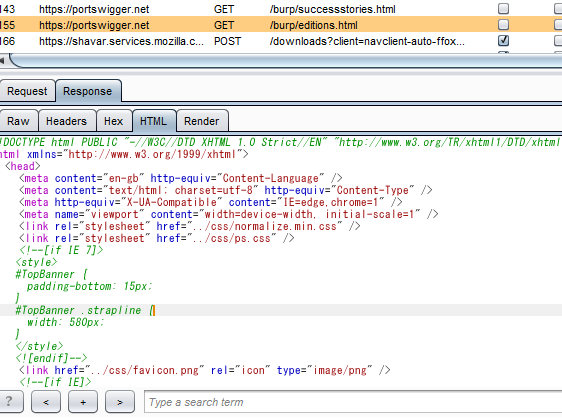 143 https://portswigger.net GET /burp/successstories.html
155 https://portswigger.net GET /burp/editions.html
166 https://shavar.services.mozilla.c... POST /downloads?client=navclient-auto-ffox...
Request Response
Raw Headers Hex HTML Render
!DOCTYPE html PUBLIC "-//W3C//DTD XHTML 1.0 Strict//EN" "http://www.w3.org/TR/xhtml1/DTD/xhtml
html xmlns="http://www.w3.org/1999/xhtml">
<head>
<meta content="en-gb" http-equiv="Content-Language" />
<meta content="text/html; charset=utf-8" http-equiv="Content-Type" />
<meta http-equiv="X-UA-Compatible" content="IE=edge,chrome=1" />
<meta name="viewport" content="width=device-width, initial-scale=1" />
<link rel="stylesheet" href="../css/normalize.min.css" />
<link rel="stylesheet" href="../css/ps.css" />
<!--[if IE 7]>
<style>
#TopBanner {
padding-bottom: 15px;
}
#TopBanner .strapline {
width: 580px;
}
</style>
<![endif]-->
<link href="../css/favicon.png" rel="icon" type="image/png" />
<!--[if IE]>
? < + > Type a search term